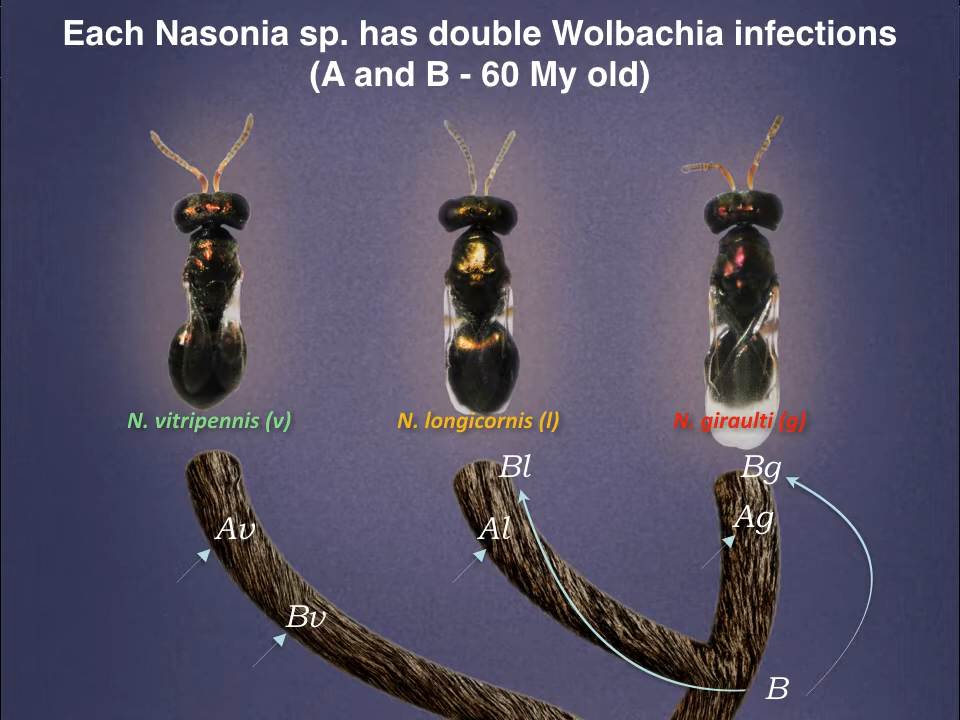 Each Nasonia sp. has double Wolbachia infections
(A and B - 60 My old)
N. vitripennis (v)
N. longicornis (l)
N. giraulti (g)
Bl
Bg
Av
Al
Ag
Bv
B